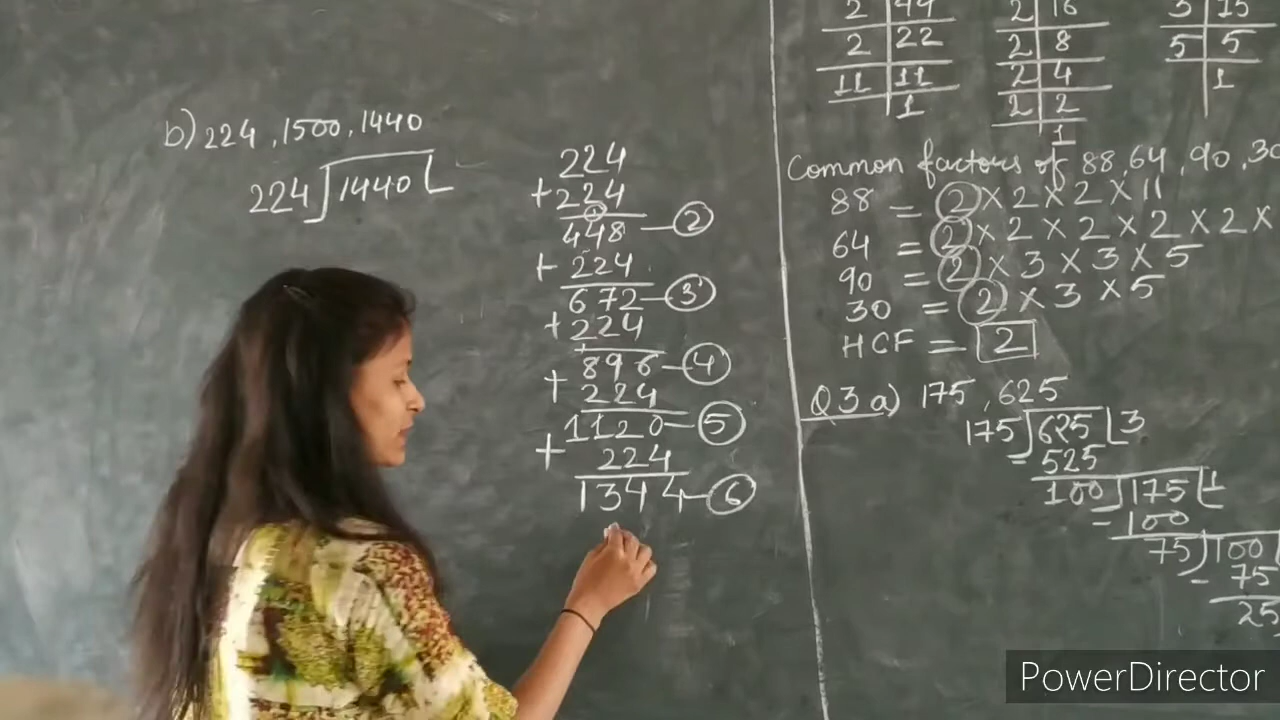 b) 224, 1500, 1440
224 1440
224
+ 224
448 — 2
+ 224
672 — 3
+ 224
896 — 4
+ 224
1120 — 5
+ 224
1344 — 6
2 | 44
2 | 22
11 | 11
1
2 | 16
2 | 8
2 | 4
2 | 2
1
3 | 15
5 | 5
1
Common factors of 88, 64, 90, 30
88 = 2 × 2 × 2 × 11
64 = 2 × 2 × 2 × 2 × 2 ×
90 = 2 × 3 × 3 × 5
30 = 2 × 3 × 5
HCF = 2
Q3 a) 175, 625
175 625 3
- 525
100 175 1
- 100
75 100
- 75
25
PowerDirector